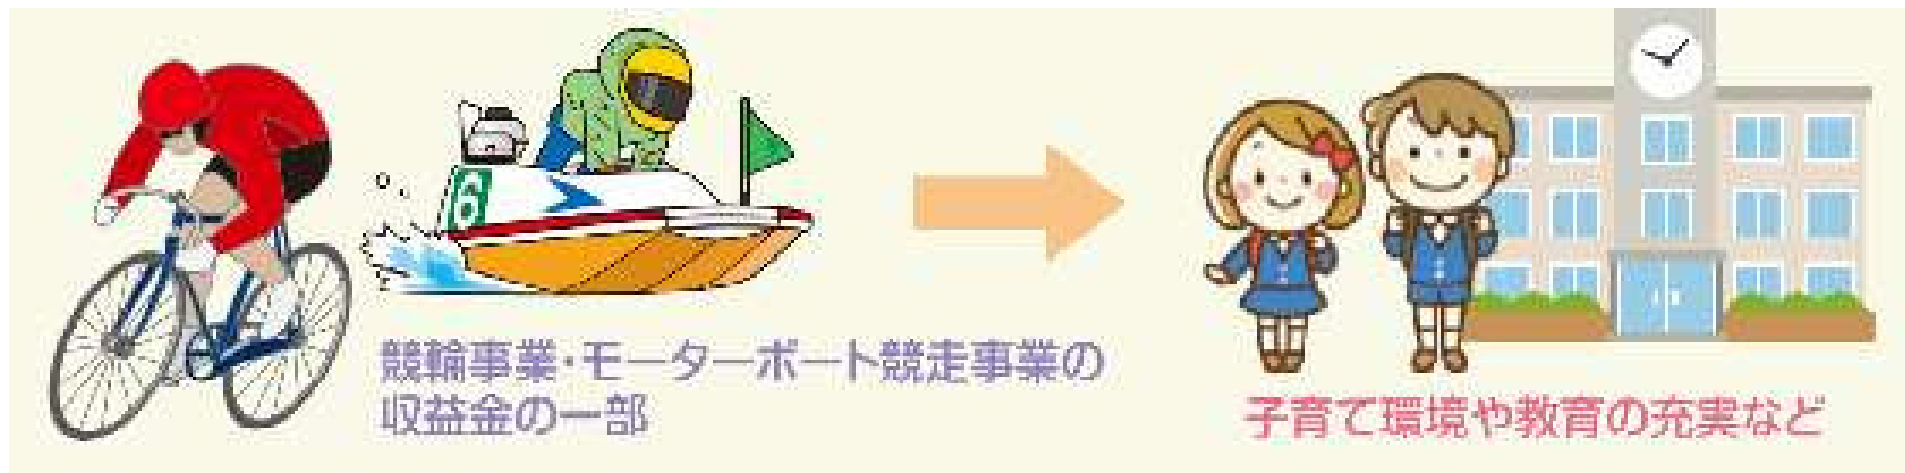 6
競輪事業・モーターボート競走事業の
収益金の一部
子育て環境や教育の充実など